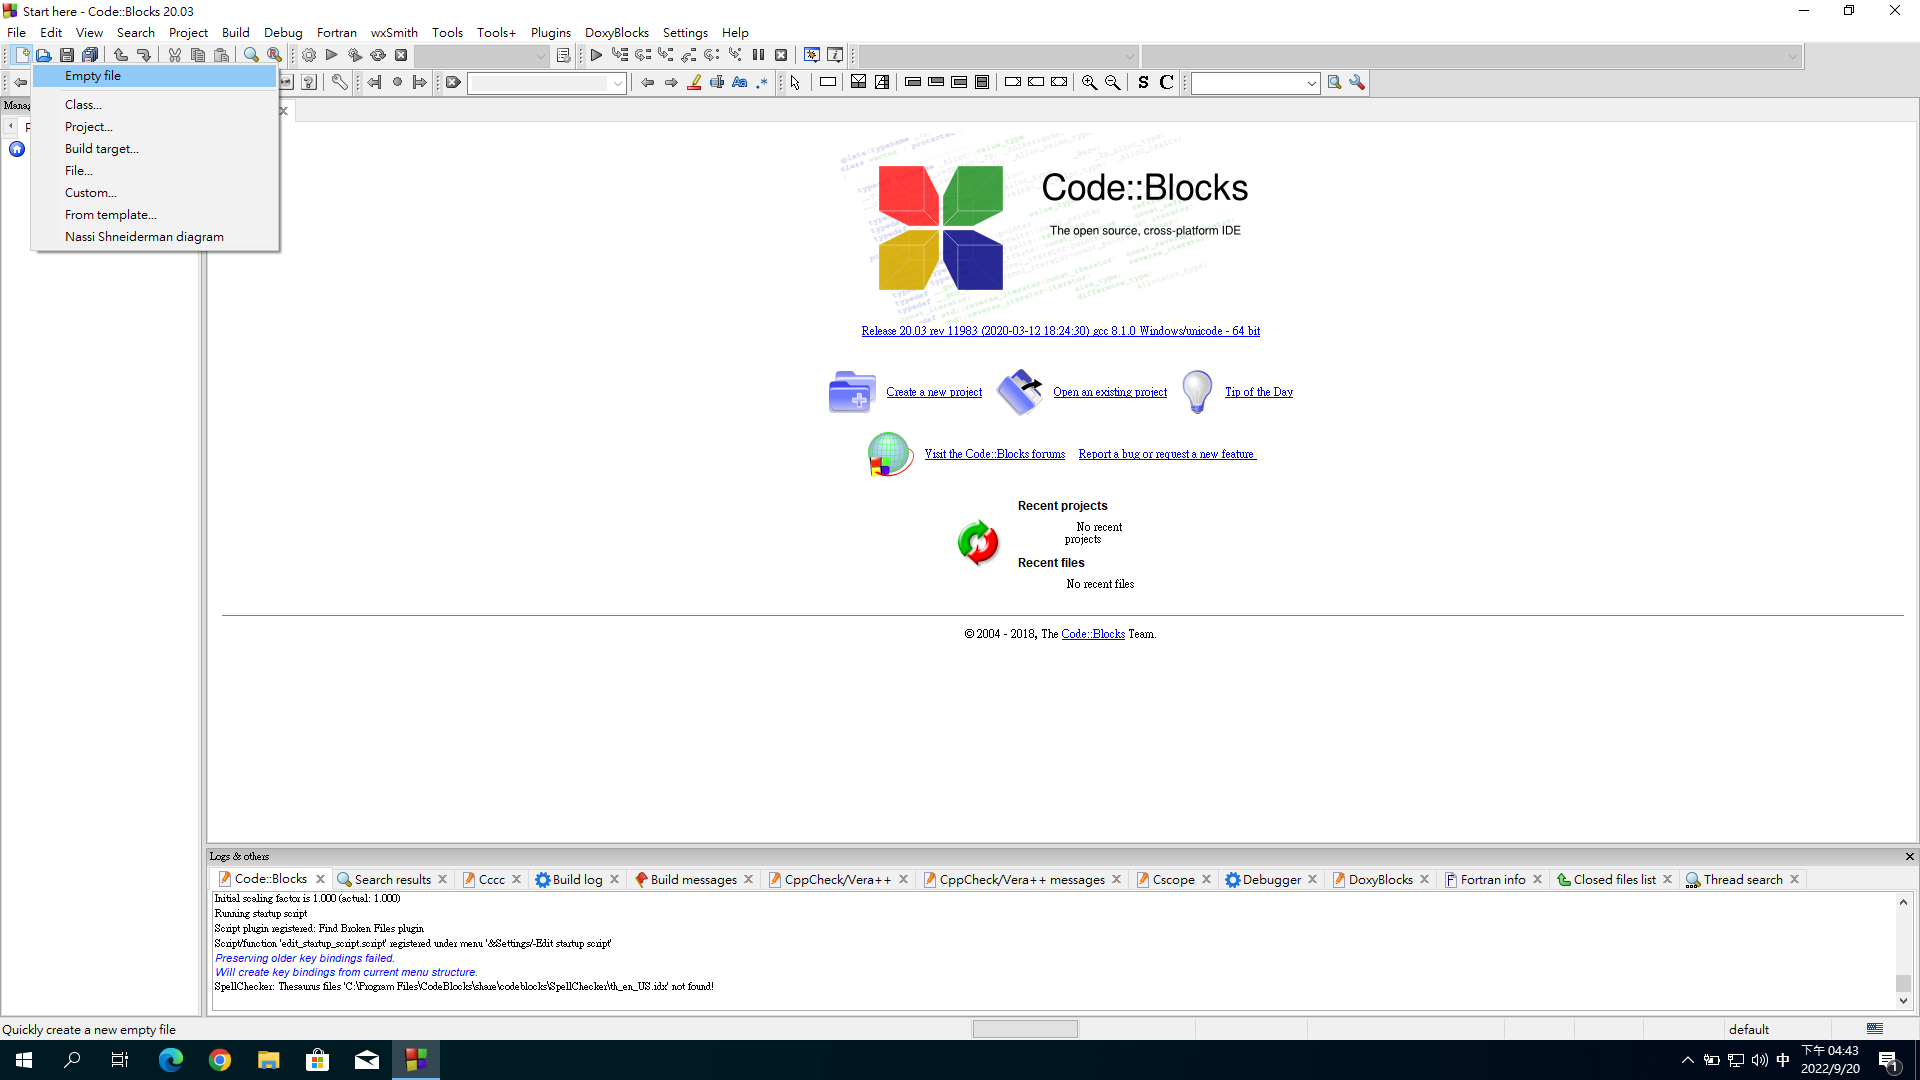 Start here - Code::Blocks 20.03
File Edit View Search Project Build Debug Fortran wxSmith Tools Tools+ Plugins DoxyBlocks Settings Help
Empty file
Class...
Project...
Build target...
File...
Custom...
From template...
Nassi Shneiderman diagram
S C
Code::Blocks
The open source, cross-platform IDE
Release 20.03 rev 11983 (2020-03-12 18:24:30) gcc 8.1.0 Windows/unicode - 64 bit
Create a new project Open an existing project Tip of the Day
Visit the Code::Blocks forums Report a bug or request a new feature
Recent projects
No recent
projects
Recent files
No recent files
© 2004 - 2018, The Code::Blocks Team.
Logs & others
Code::Blocks Search results Cccc Build log Build messages CppCheck/Vera++ CppCheck/Vera++ messages Cscope Debugger DoxyBlocks Fortran info Closed files list Thread search
Initial scaling factor is 1.000 (actual: 1.000)
Running startup script
Script plugin registered: Find Broken Files plugin
Script/function 'edit_startup_script.script' registered under menu '&Settings/-Edit startup script'
Preserving older key bindings failed.
Will create key bindings from current menu structure.
SpellChecker: Thesaurus files 'C:\Program Files\CodeBlocks\share\codeblocks\SpellChecker\th_en_US.idx' not found!
Quickly create a new empty file
default
中
下午 04:43
2022/9/20
1